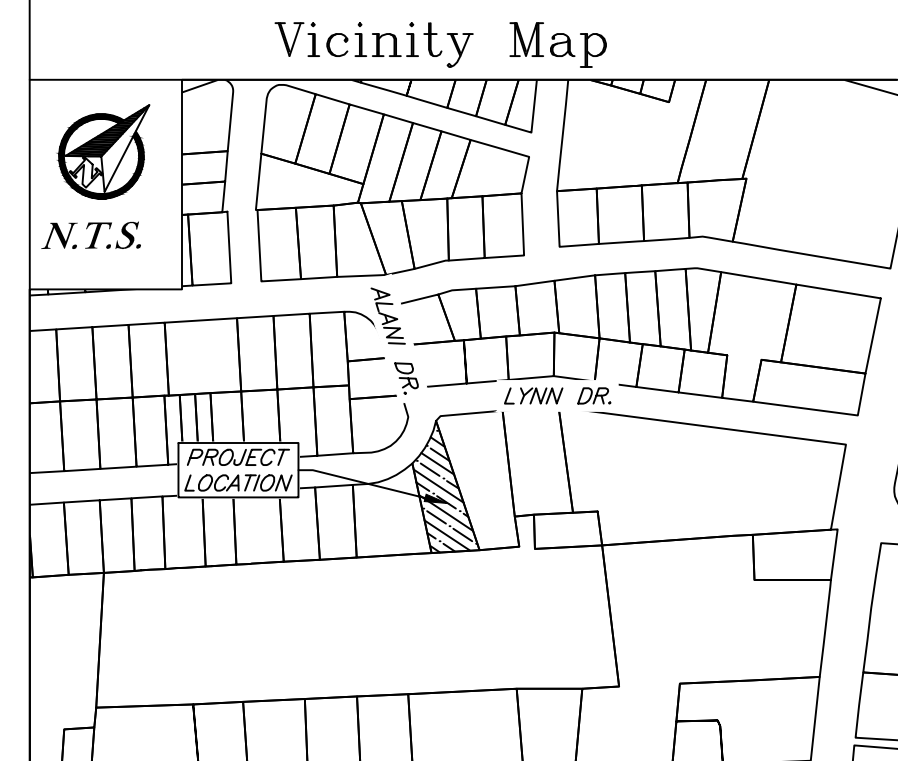 Vicinity Map
N
N.T.S.
ALANI DR.
LYNN DR.
PROJECT
LOCATION